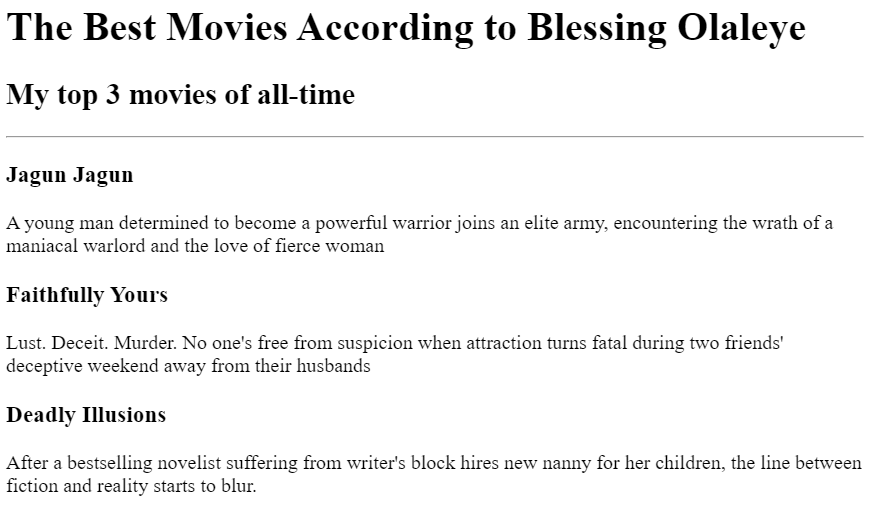 The Best Movies According to Blessing Olaleye
My top 3 movies of all-time
Jagun Jagun
A young man determined to become a powerful warrior joins an elite army, encountering the wrath of a
maniacal warlord and the love of fierce woman
Faithfully Yours
Lust. Deceit. Murder. No one's free from suspicion when attraction turns fatal during two friends'
deceptive weekend away from their husbands
Deadly Illusions
After a bestselling novelist suffering from writer's block hires new nanny for her children, the line between
fiction and reality starts to blur.